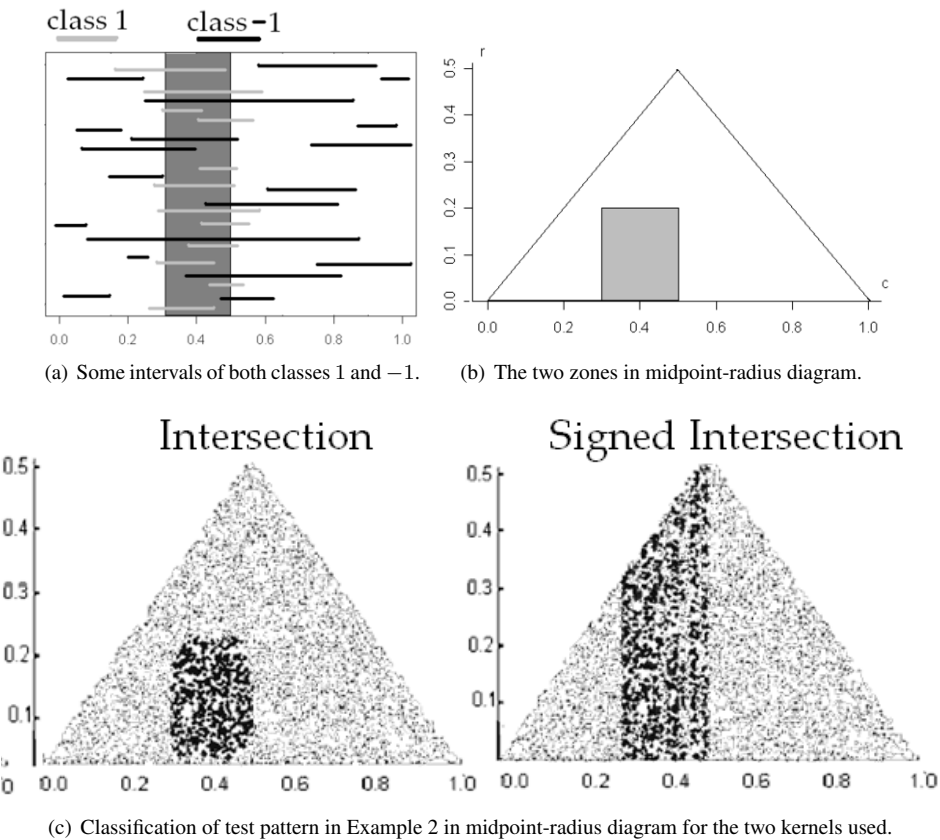 class 1 class-1
0.0 0.2 0.4 0.6 0.8 1.0
(a) Some intervals of both classes 1 and −1.
r
0.5
0.4
0.3
0.2
0.1
0.0
c
0.0 0.2 0.4 0.6 0.8 1.0
(b) The two zones in midpoint-radius diagram.
Intersection
0.5
0.4
0.3
0.2
0.1
0
0.0 0.2 0.4 0.6 0.8 1.0
Signed Intersection
0.5
0.4
0.3
0.2
0.1
0.0 0.2 0.4 0.6 0.8 1.0
(c) Classification of test pattern in Example 2 in midpoint-radius diagram for the two kernels used.